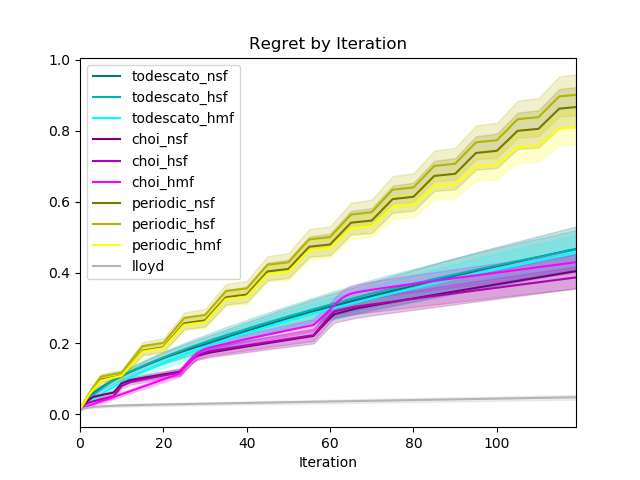 Regret by Iteration
1.0
0.8
0.6
0.4
0.2
0.0
todescato_nsf
todescato_hsf
todescato_hmf
choi_nsf
choi_hsf
choi_hmf
periodic_nsf
periodic_hsf
periodic_hmf
lloyd
0 20 40 60 80 100
Iteration